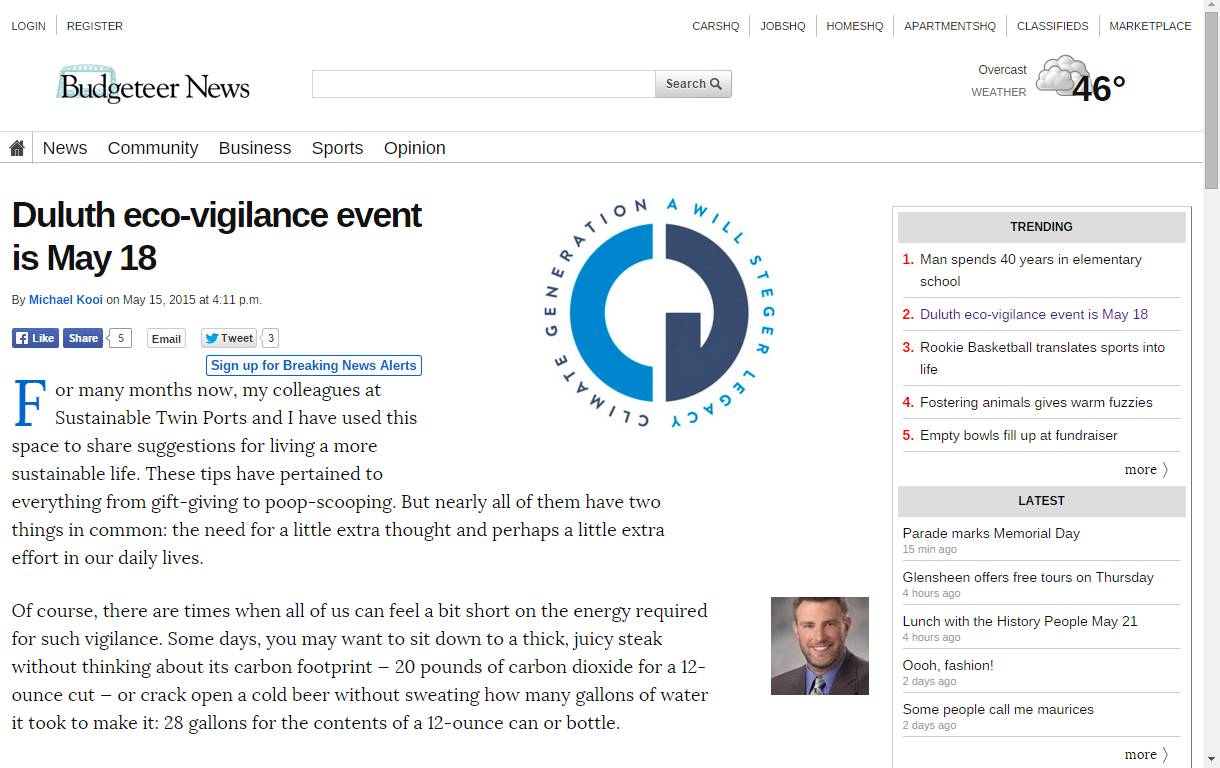 LOGIN
REGISTER
CARSHQ
JOBSHQ
HOMESHQ
APARTMENTSHQ
CLASSIFIEDS
MARKETPLACE
Budgeteer News
Search
Overcast
WEATHER
46°
News
Community
Business
Sports
Opinion
Duluth eco-vigilance event
is May 18
By Michael Kooi on May 15, 2015 at 4:11 p.m.
Like
Share
5
Email
Tweet
3
Sign up for Breaking News Alerts
CLIMATE GENERATION A WILL STEGER LEGACY
For many months now, my colleagues at
Sustainable Twin Ports and I have used this
space to share suggestions for living a more
sustainable life. These tips have pertained to
everything from gift-giving to poop-scooping. But nearly all of them have two
things in common: the need for a little extra thought and perhaps a little extra
effort in our daily lives.
Of course, there are times when all of us can feel a bit short on the energy required
for such vigilance. Some days, you may want to sit down to a thick, juicy steak
without thinking about its carbon footprint — 20 pounds of carbon dioxide for a 12-
ounce cut — or crack open a cold beer without sweating how many gallons of water
it took to make it: 28 gallons for the contents of a 12-ounce can or bottle.
TRENDING
1. Man spends 40 years in elementary
school
2. Duluth eco-vigilance event is May 18
3. Rookie Basketball translates sports into
life
4. Fostering animals gives warm fuzzies
5. Empty bowls fill up at fundraiser
more 〉
LATEST
Parade marks Memorial Day
15 min ago
Glensheen offers free tours on Thursday
4 hours ago
Lunch with the History People May 21
4 hours ago
Oooh, fashion!
2 days ago
Some people call me maurices
2 days ago
more 〉